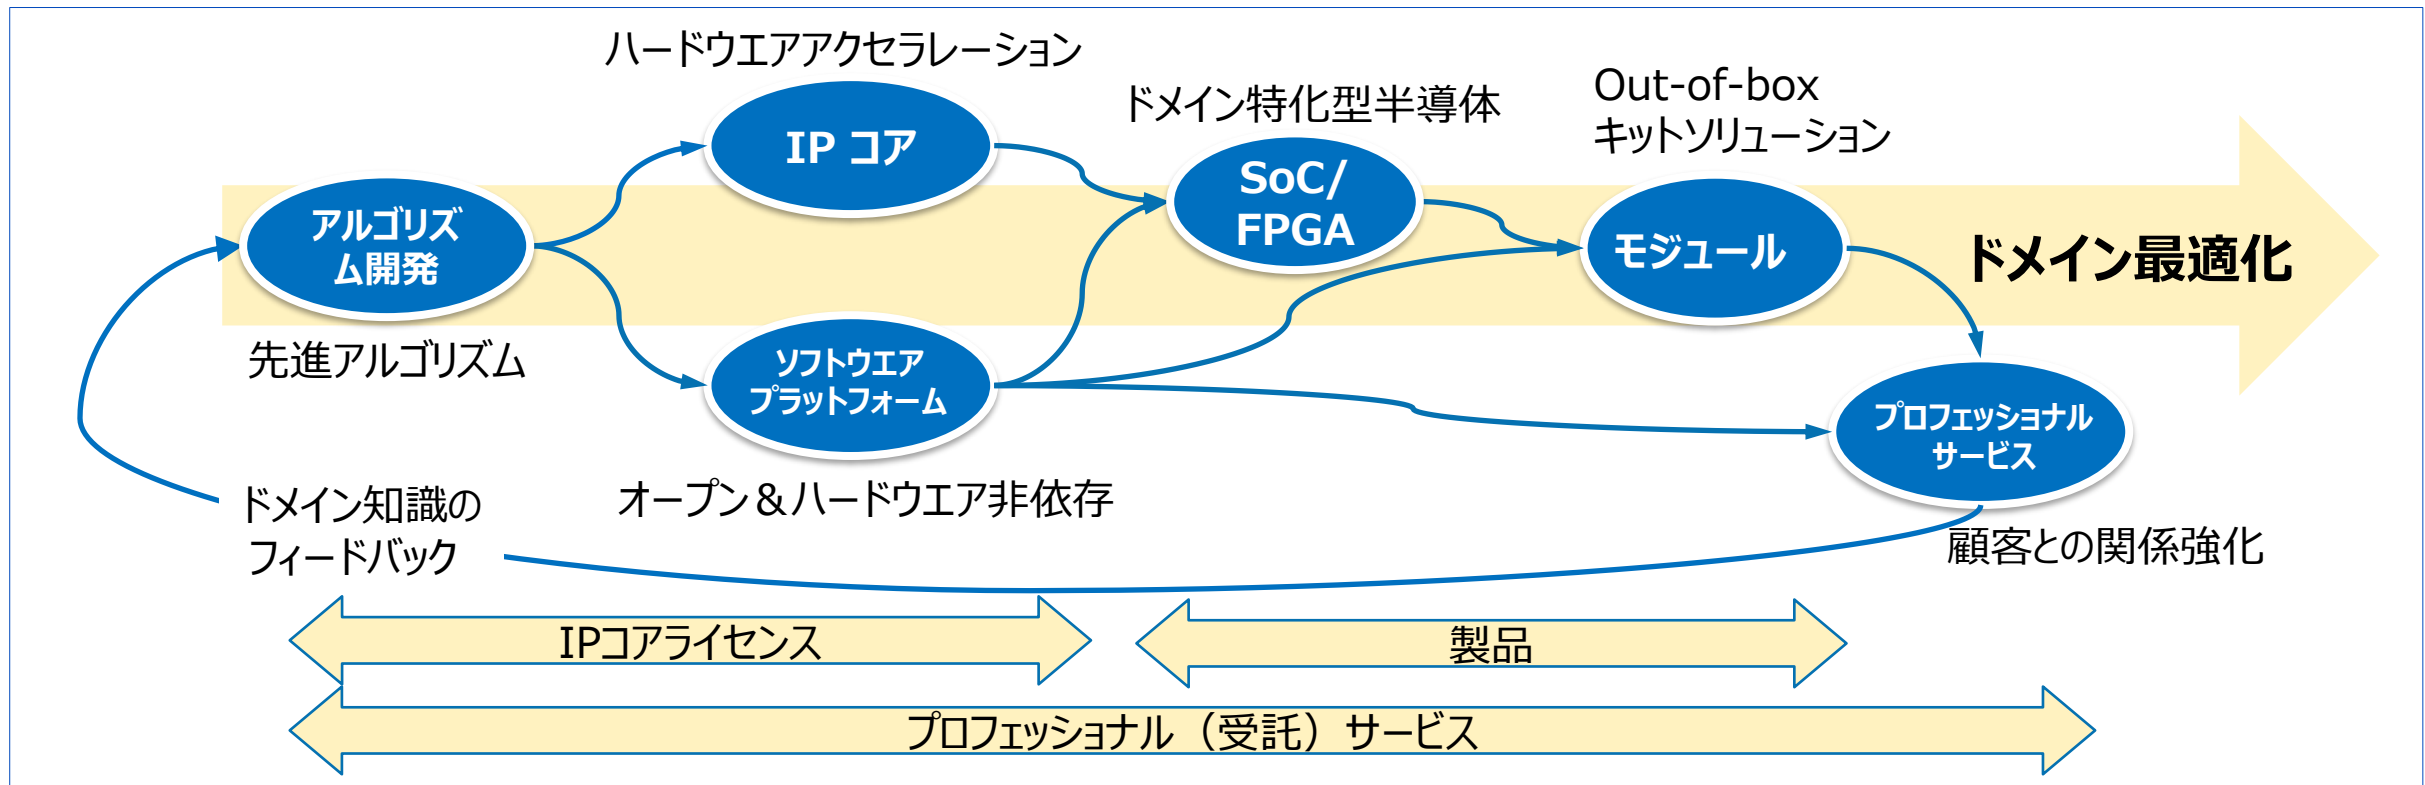 ハードウエアアクセラレーション
IP コア
ドメイン特化型半導体
SoC/
FPGA
Out-of-box
キットソリューション
モジュール
ドメイン最適化
アルゴリズ
ム開発
先進アルゴリズム
ソフトウエア
プラットフォーム
オープン＆ハードウエア非依存
プロフェッショナル
サービス
顧客との関係強化
ドメイン知識の
フィードバック
IPコアライセンス
製品
プロフェッショナル（受託）サービス